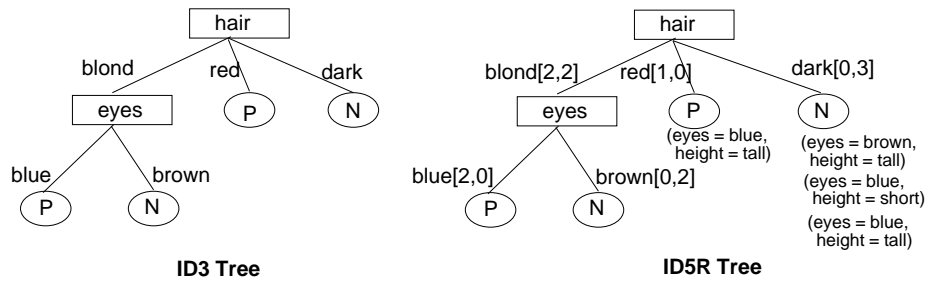 hair
blond
red
dark
eyes
P
N
blue
brown
P
N
ID3 Tree
hair
blond[2,2]
red[1,0]
dark[0,3]
eyes
P
N
(eyes = blue,
height = tall)
(eyes = brown,
height = tall)
(eyes = blue,
height = short)
(eyes = blue,
height = tall)
blue[2,0]
brown[0,2]
P
N
ID5R Tree